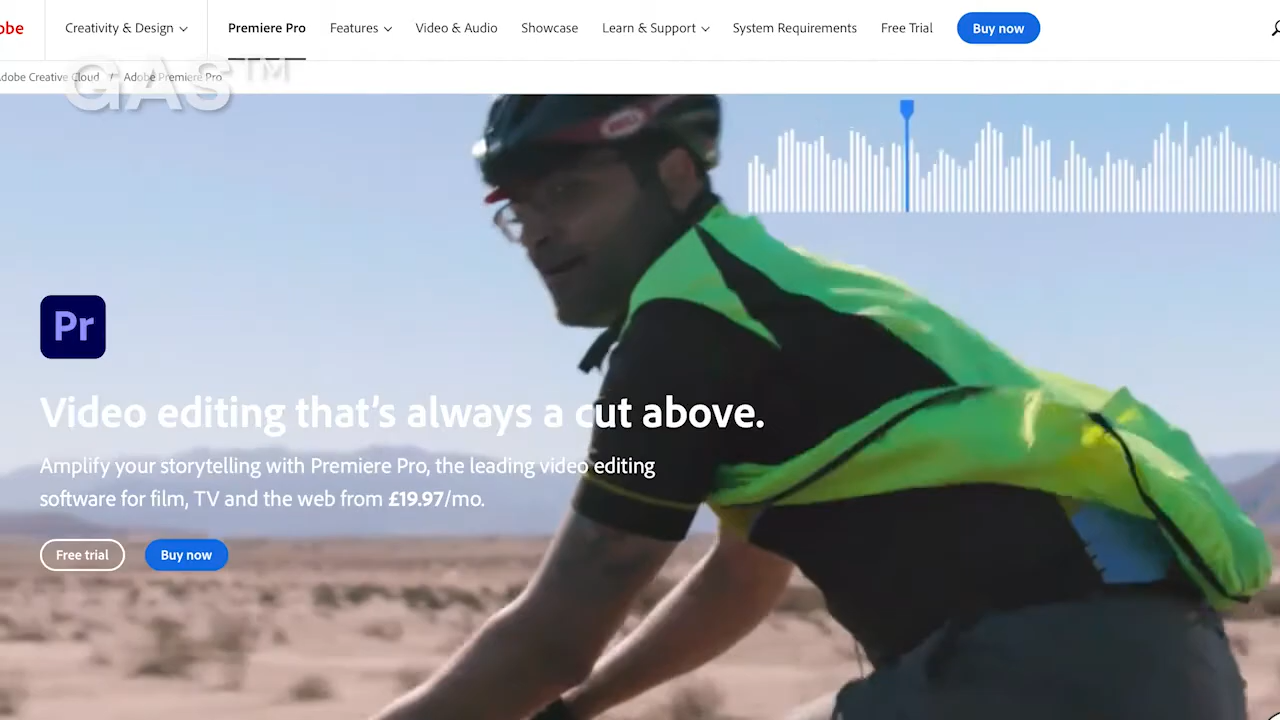 obe
Creativity & Design
Premiere Pro
Features
Video & Audio
Showcase
Learn & Support
System Requirements
Free Trial
Buy now
dobe Creative Cloud / Adobe Premiere Pro
GAS™
BELL
Pr
Video editing that's always a cut above.
Amplify your storytelling with Premiere Pro, the leading video editing
software for film, TV and the web from £19.97/mo.
Free trial
Buy now